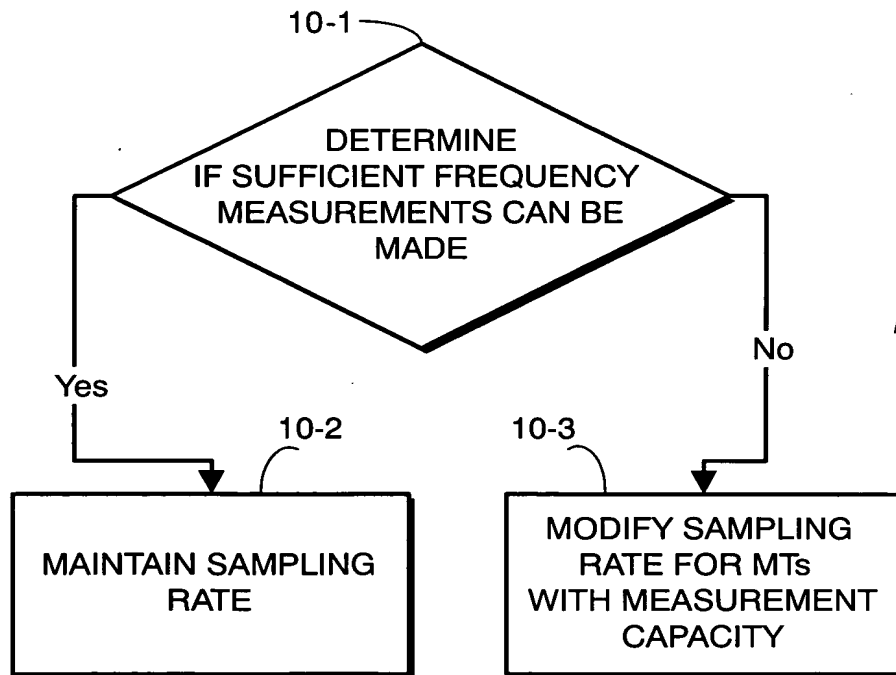 10-1
DETERMINE
IF SUFFICIENT FREQUENCY
MEASUREMENTS CAN BE
MADE
Yes
No
10-2
10-3
MAINTAIN SAMPLING
RATE
MODIFY SAMPLING
RATE FOR MTs
WITH MEASUREMENT
CAPACITY